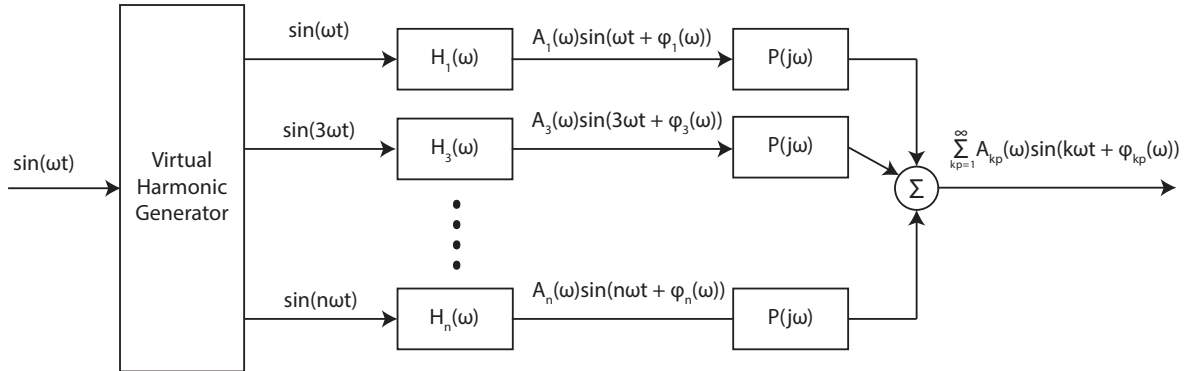 sin(ωt)
Virtual
Harmonic
Generator
sin(ωt)
H₁(ω)
A₁(ω)sin(ωt + φ₁(ω))
P(jω)
sin(3ωt)
H₃(ω)
A₃(ω)sin(3ωt + φ₃(ω))
P(jω)
sin(nωt)
Hₙ(ω)
Aₙ(ω)sin(nωt + φₙ(ω))
P(jω)
Σ
∞
Σ Aₖₚ(ω)sin(kωt + φₖₚ(ω))
kp=1